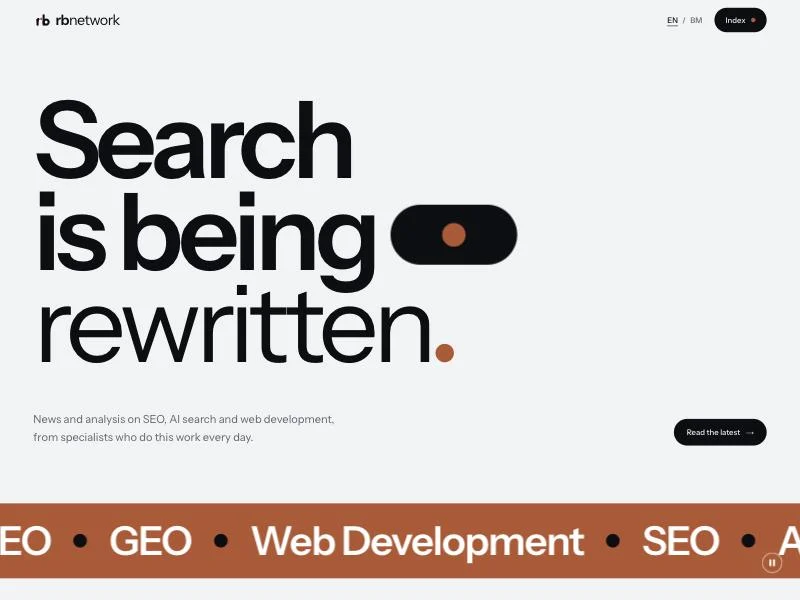 rb rbnetwork
EN / BM
Index
Search
is being
rewritten.
News and analysis on SEO, AI search and web development,
from specialists who do this work every day.
Read the latest →
EO • GEO • Web Development • SEO • A